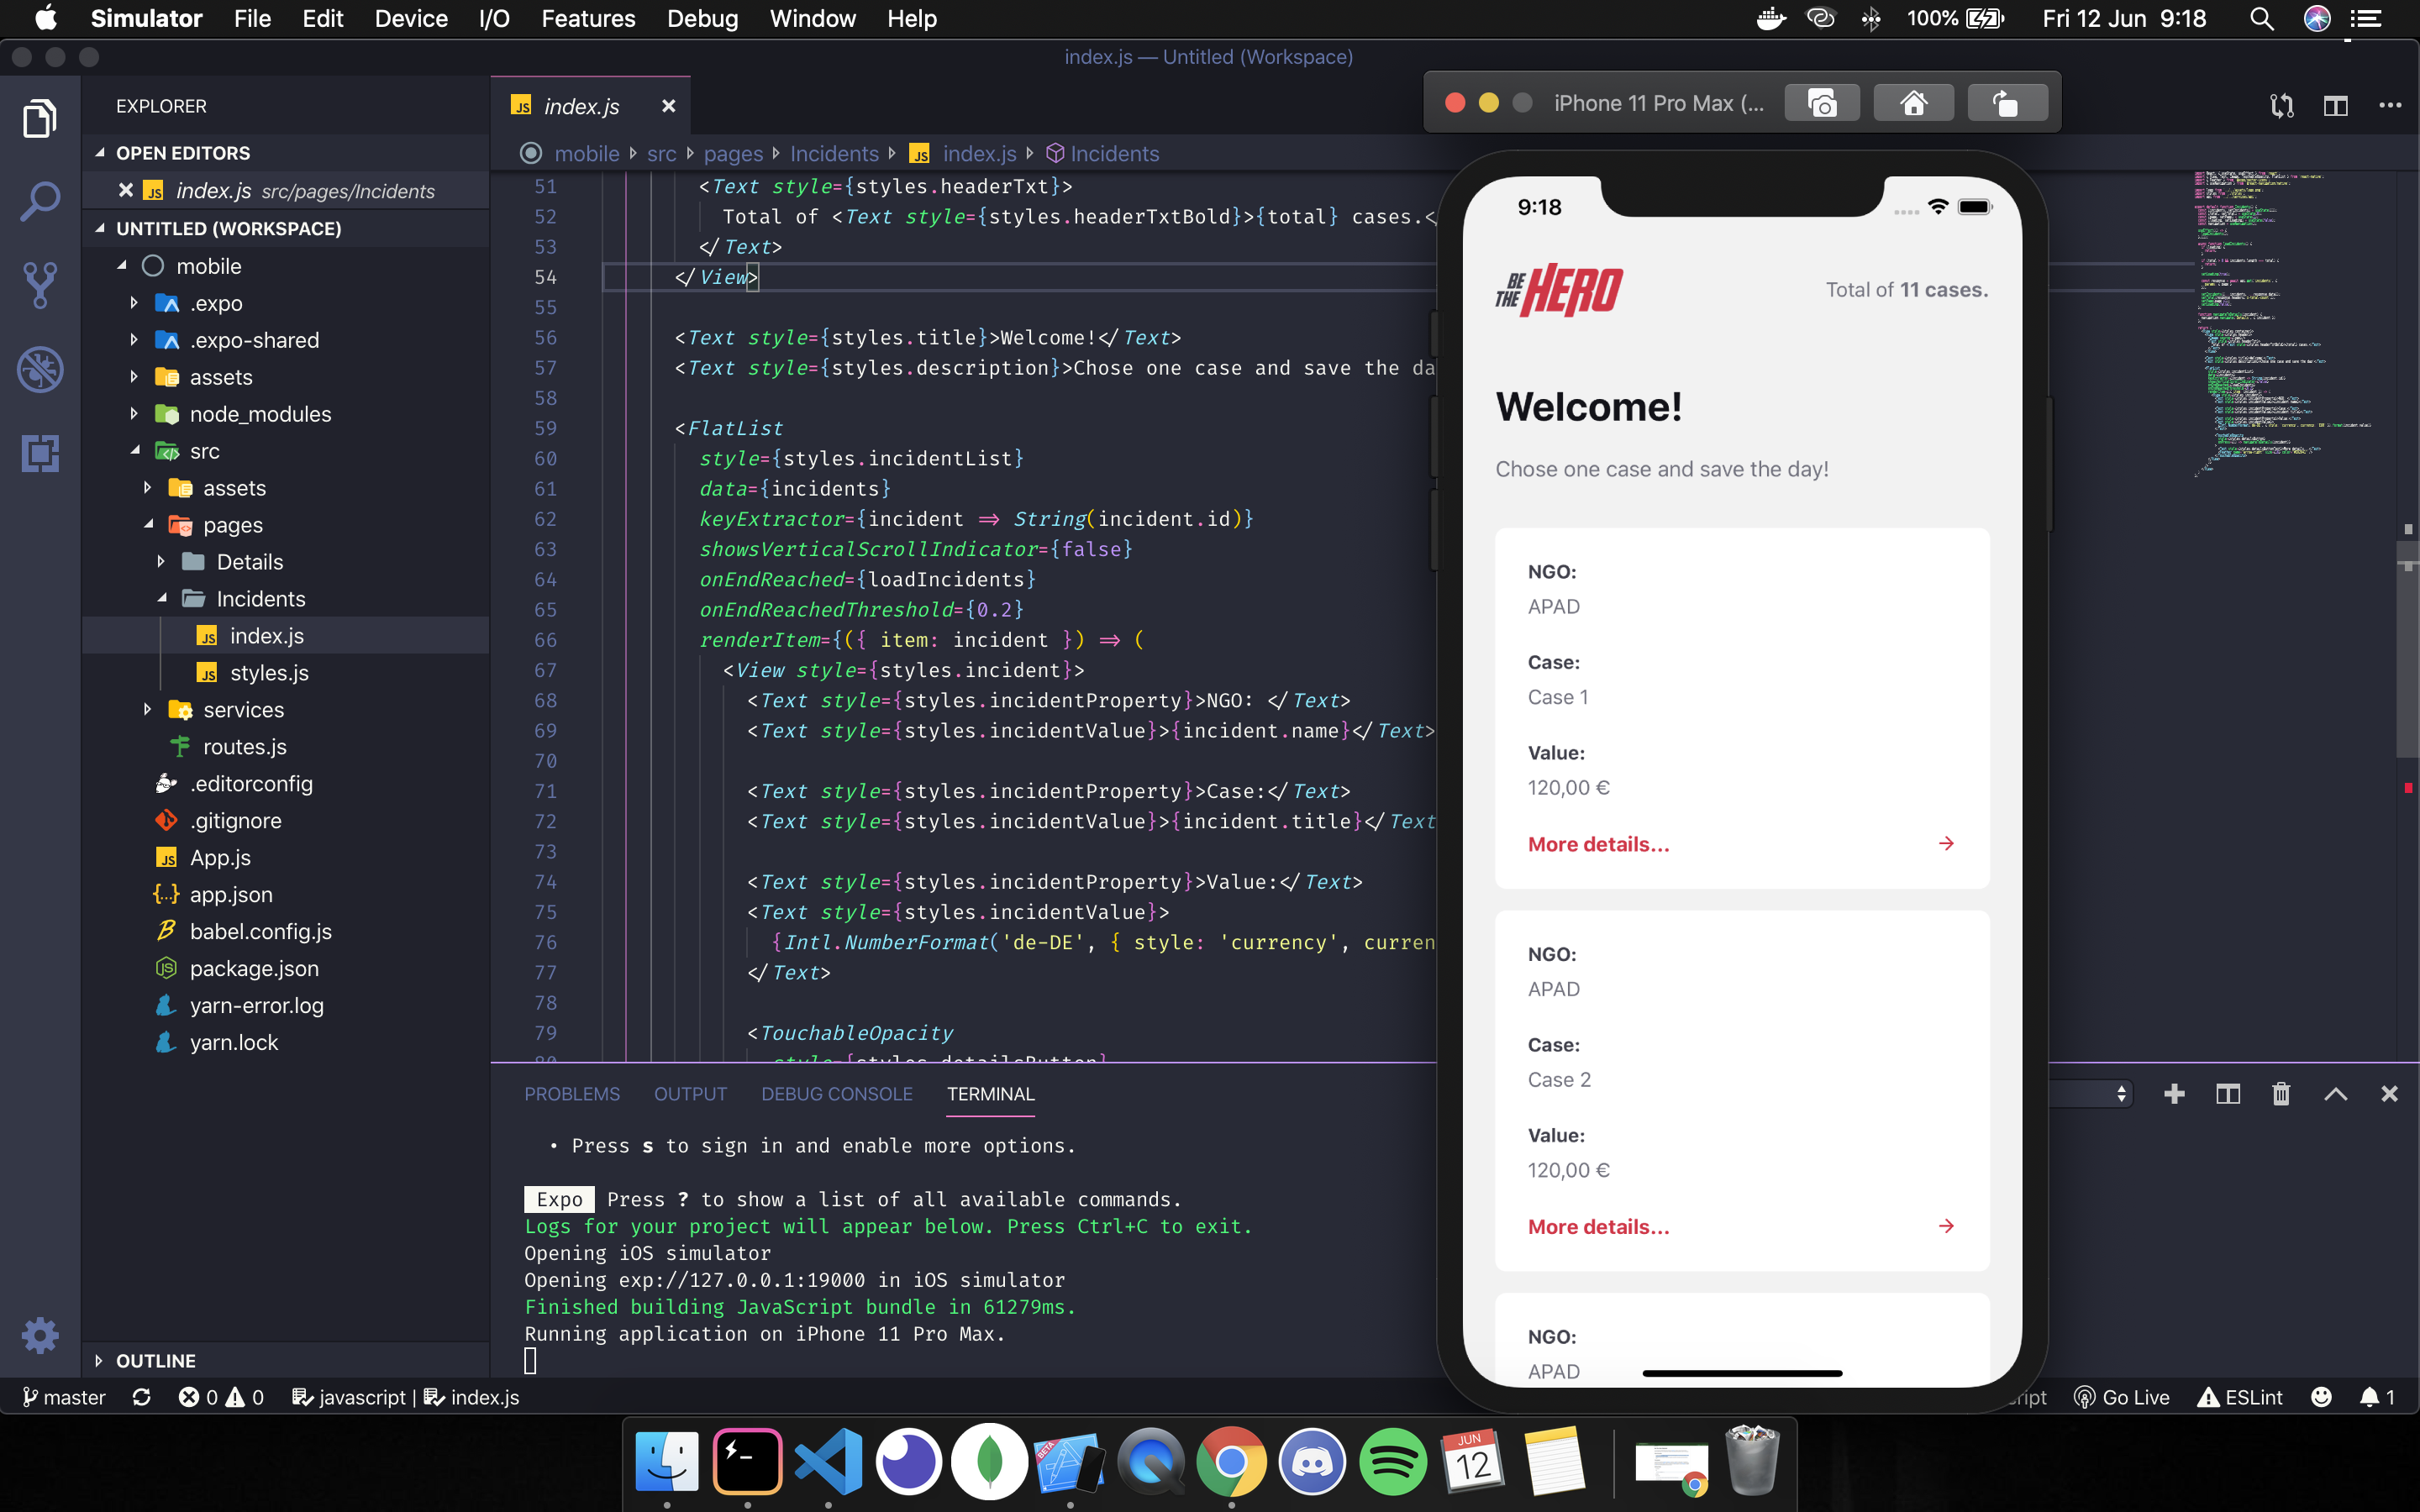 Simulator File Edit Device I/O Features Debug Window Help 100% Fri 12 Jun 9:18
index.js — Untitled (Workspace)
EXPLORER
OPEN EDITORS
index.js src/pages/Incidents
UNTITLED (WORKSPACE)
mobile
.expo
.expo-shared
assets
node_modules
src
assets
pages
Details
Incidents
index.js
styles.js
services
routes.js
.editorconfig
.gitignore
App.js
app.json
babel.config.js
package.json
yarn-error.log
yarn.lock
OUTLINE
JS index.js
mobile src pages Incidents JS index.js Incidents
51 <Text style={styles.headerTxt}>
52 Total of <Text style={styles.headerTxtBold}>{total} cases.<
53 </Text>
54 </View>
55
56 <Text style={styles.title}>Welcome!</Text>
57 <Text style={styles.description}>Chose one case and save the da
58
59 <FlatList
60 style={styles.incidentList}
61 data={incidents}
62 keyExtractor={incident => String(incident.id)}
63 showsVerticalScrollIndicator={false}
64 onEndReached={loadIncidents}
65 onEndReachedThreshold={0.2}
66 renderItem={({ item: incident }) => (
67 <View style={styles.incident}>
68 <Text style={styles.incidentProperty}>NGO: </Text>
69 <Text style={styles.incidentValue}>{incident.name}</Text>
70
71 <Text style={styles.incidentProperty}>Case:</Text>
72 <Text style={styles.incidentValue}>{incident.title}</Text
73
74 <Text style={styles.incidentProperty}>Value:</Text>
75 <Text style={styles.incidentValue}>
76 {Intl.NumberFormat('de-DE', { style: 'currency', curren
77 </Text>
78
79 <TouchableOpacity
80 style={styles.detailsButton}
PROBLEMS OUTPUT DEBUG CONSOLE TERMINAL
• Press s to sign in and enable more options.
Expo Press ? to show a list of all available commands.
Logs for your project will appear below. Press Ctrl+C to exit.
Opening iOS simulator
Opening exp://127.0.0.1:19000 in iOS simulator
Finished building JavaScript bundle in 61279ms.
Running application on iPhone 11 Pro Max.
iPhone 11 Pro Max (...
9:18
BE THE HERO
Total of 11 cases.
Welcome!
Chose one case and save the day!
NGO:
APAD
Case:
Case 1
Value:
120,00 €
More details...
NGO:
APAD
Case:
Case 2
Value:
120,00 €
More details...
NGO:
APAD
master 0 0 javascript | index.js ript Go Live ESLint 1
BETA
JUN
12